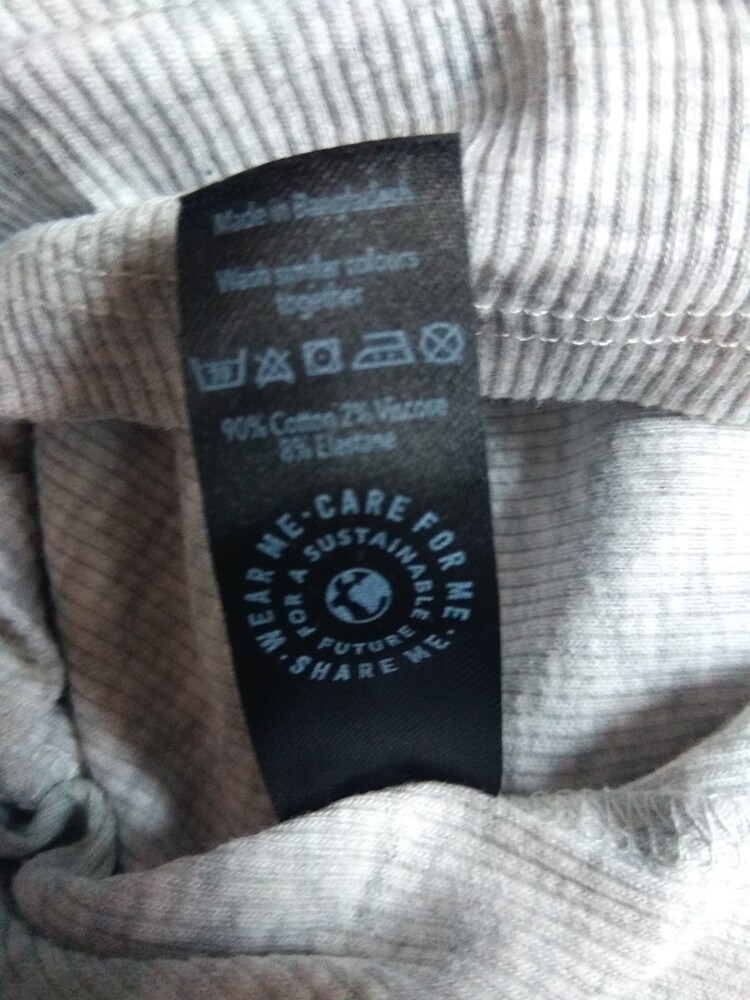 Made in Bangladesh
Wash similar colours
together
90% Cotton 2% Viscose
8% Elastane
WEAR ME · CARE FOR ME · SHARE ME ·
FOR A SUSTAINABLE FUTURE